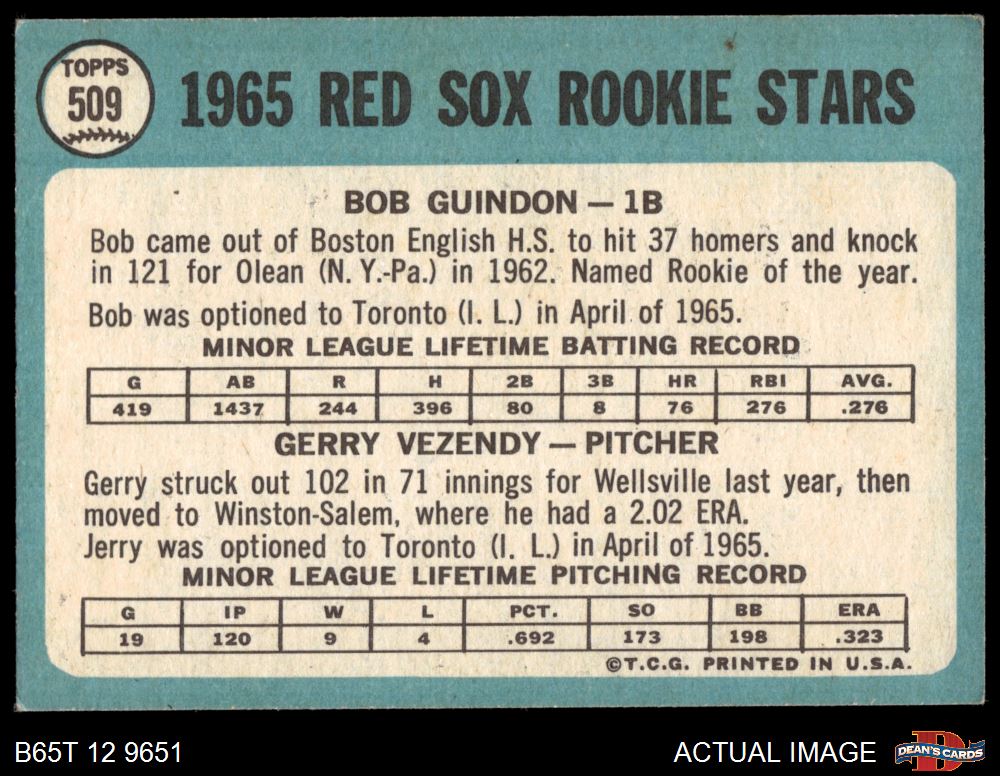 TOPPS
509
1965 RED SOX ROOKIE STARS
BOB GUINDON — 1B
Bob came out of Boston English H.S. to hit 37 homers and knock
in 121 for Olean (N. Y.-Pa.) in 1962. Named Rookie of the year.
Bob was optioned to Toronto (I. L.) in April of 1965.
MINOR LEAGUE LIFETIME BATTING RECORD
G AB R H 2B 3B HR RBI AVG.
419 1437 244 396 80 8 76 276 .276
GERRY VEZENDY — PITCHER
Gerry struck out 102 in 71 innings for Wellsville last year, then
moved to Winston-Salem, where he had a 2.02 ERA.
Jerry was optioned to Toronto (I. L.) in April of 1965.
MINOR LEAGUE LIFETIME PITCHING RECORD
G IP W L PCT. SO BB ERA
19 120 9 4 .692 173 198 .323
©T.C.G. PRINTED IN U.S.A.
B65T 12 9651
ACTUAL IMAGE
DEAN'S CARDS